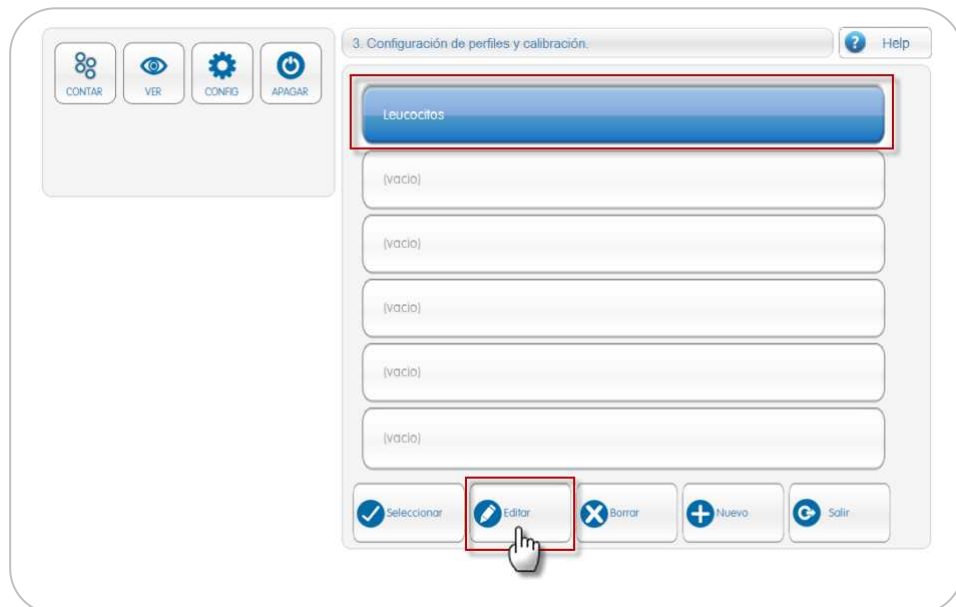 CONTAR
VER
CONFIG
APAGAR
3. Configuración de perfiles y calibración.
Help
Leucocitos
(vacio)
(vacio)
(vacio)
(vacio)
(vacio)
Seleccionar
Editar
Borrar
Nuevo
Salir